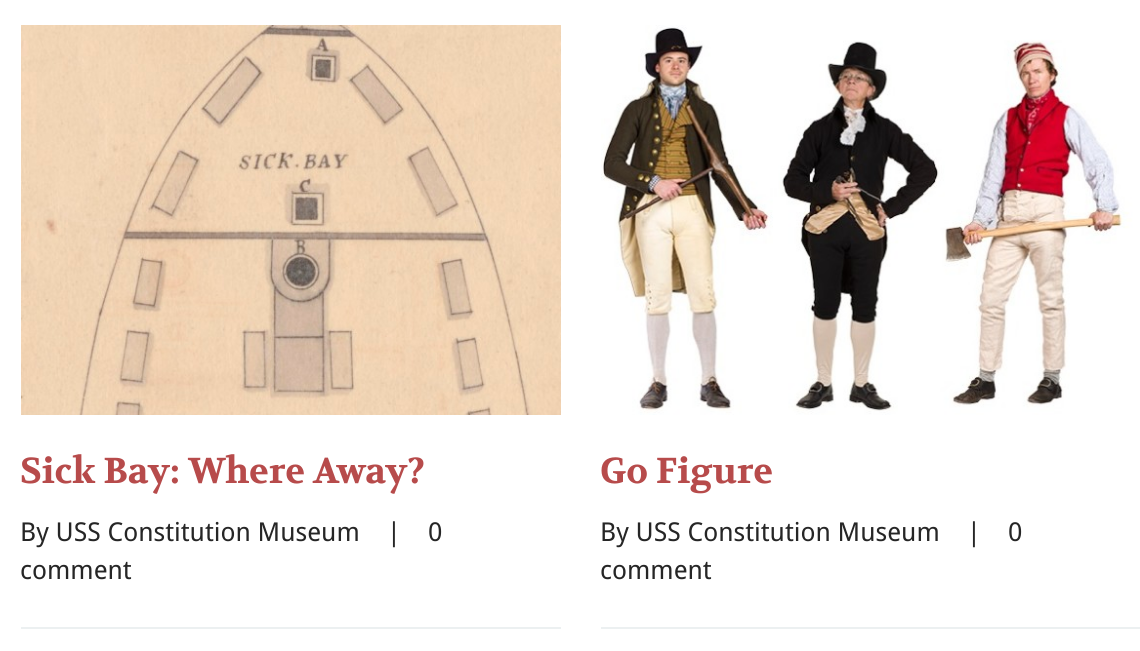 A
SICK.BAY
C
B
Sick Bay: Where Away?
By USS Constitution Museum | 0
comment
Go Figure
By USS Constitution Museum | 0
comment